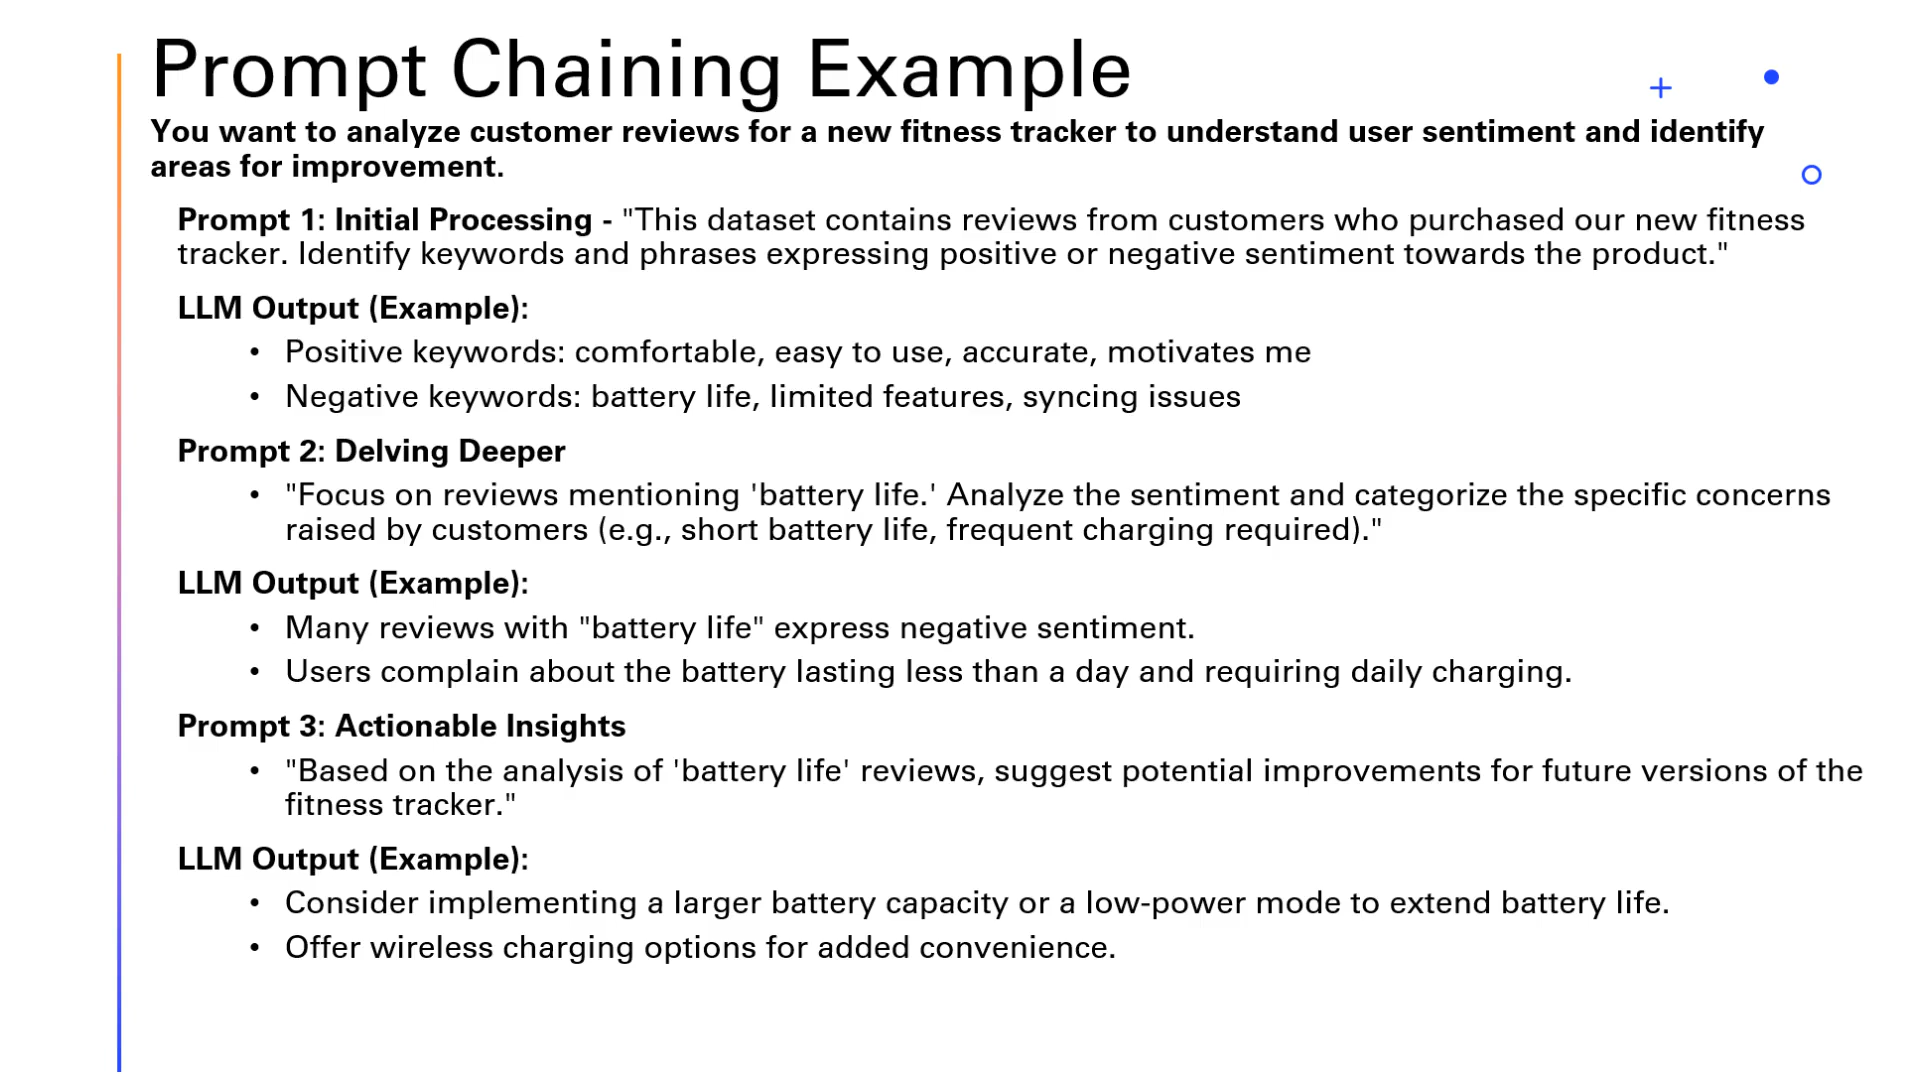 Prompt Chaining Example
You want to analyze customer reviews for a new fitness tracker to understand user sentiment and identify
areas for improvement.
Prompt 1: Initial Processing - "This dataset contains reviews from customers who purchased our new fitness
tracker. Identify keywords and phrases expressing positive or negative sentiment towards the product."
LLM Output (Example):
• Positive keywords: comfortable, easy to use, accurate, motivates me
• Negative keywords: battery life, limited features, syncing issues
Prompt 2: Delving Deeper
• "Focus on reviews mentioning 'battery life.' Analyze the sentiment and categorize the specific concerns
raised by customers (e.g., short battery life, frequent charging required)."
LLM Output (Example):
• Many reviews with "battery life" express negative sentiment.
• Users complain about the battery lasting less than a day and requiring daily charging.
Prompt 3: Actionable Insights
• "Based on the analysis of 'battery life' reviews, suggest potential improvements for future versions of the
fitness tracker."
LLM Output (Example):
• Consider implementing a larger battery capacity or a low-power mode to extend battery life.
• Offer wireless charging options for added convenience.